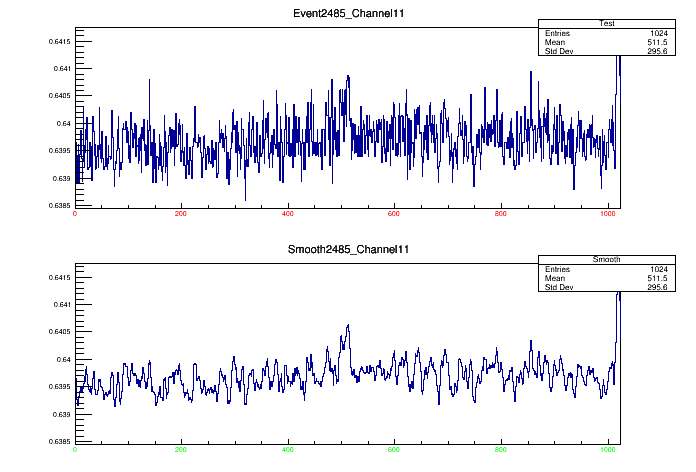 Event2485_Channel11
Test
Entries 1024
Mean 511.5
Std Dev 295.6
0.6415
0.641
0.6405
0.64
0.6395
0.639
0.6385
0 200 400 600 800 1000
Smooth2485_Channel11
Smooth
Entries 1024
Mean 511.5
Std Dev 295.6
0.6415
0.641
0.6405
0.64
0.6395
0.639
0.6385
0 200 400 600 800 1000